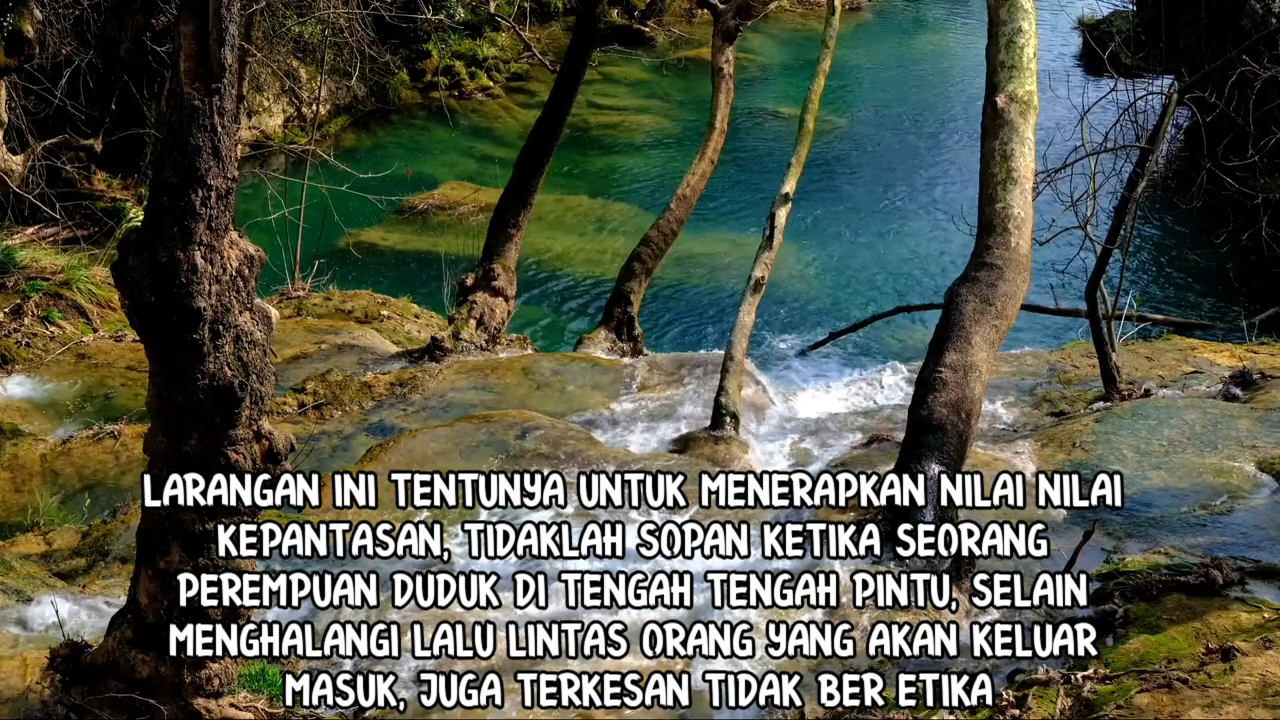 LARANGAN INI TENTUNYA UNTUK MENERAPKAN NILAI NILAI
KEPANTASAN, TIDAKLAH SOPAN KETIKA SEORANG
PEREMPUAN DUDUK DI TENGAH TENGAH PINTU, SELAIN
MENGHALANGI LALU LINTAS ORANG YANG AKAN KELUAR
MASUK, JUGA TERKESAN TIDAK BER ETIKA